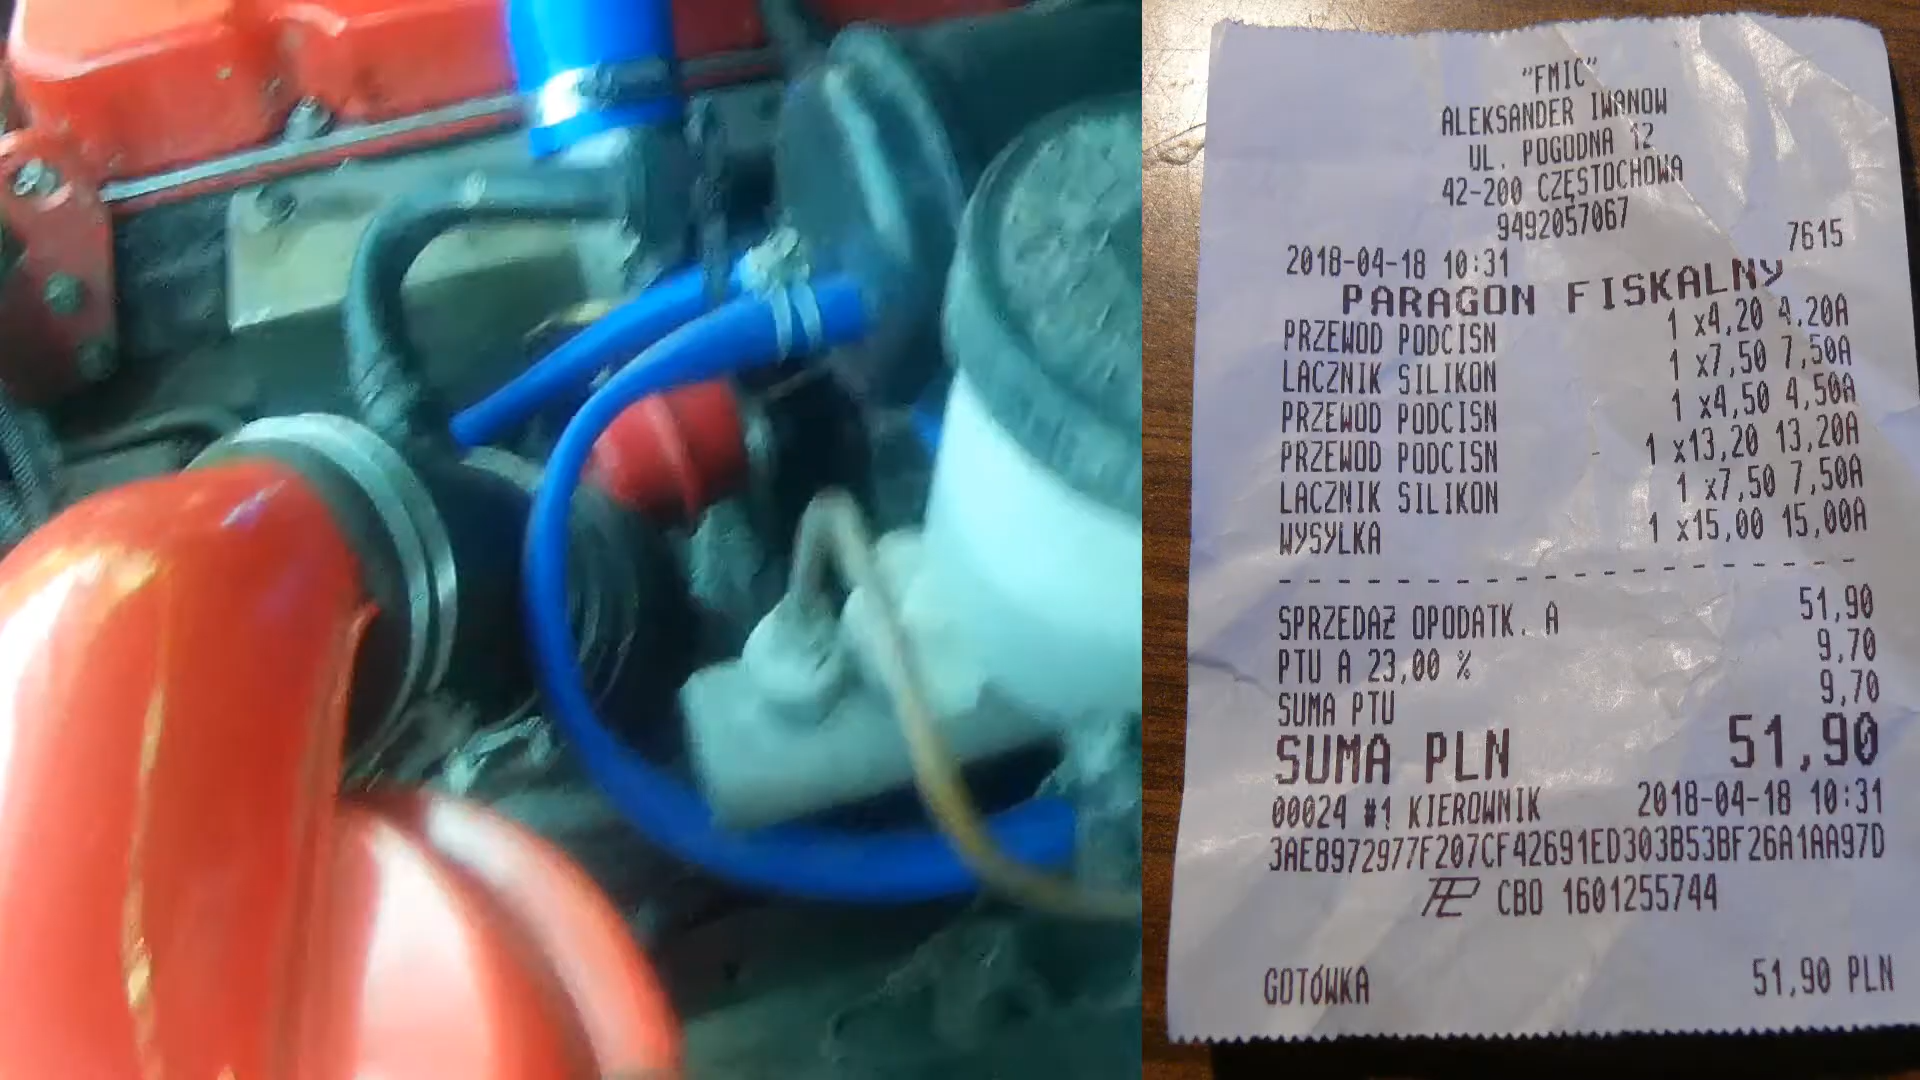 "FMIC"
ALEKSANDER IWANOW
UL. POGODNA 12
42-200 CZĘSTOCHOWA
9492057067
2018-04-18 10:31 7615
PARAGON FISKALNY
PRZEWOD PODCISN 1 x4,20 4,20A
LACZNIK SILIKON 1 x7,50 7,50A
PRZEWOD PODCISN 1 x4,50 4,50A
PRZEWOD PODCISN 1 x13,20 13,20A
LACZNIK SILIKON 1 x7,50 7,50A
WYSYLKA 1 x15,00 15,00A
SPRZEDAŻ OPODATK. A 51,90
PTU A 23,00 % 9,70
SUMA PTU 9,70
SUMA PLN 51,90
00024 #1 KIEROWNIK 2018-04-18 10:31
3AE8972977F207CF42691ED303B53BF26A1AA97D
CBD 1601255744
GOTÓWKA 51,90 PLN